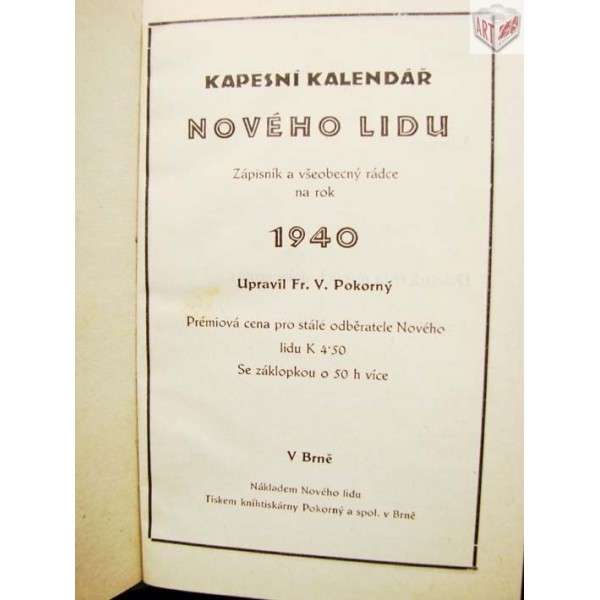 KAPESNÍ KALENDÁŘ
NOVÉHO LIDU
Zápisník a všeobecný rádce
na rok
1940
Upravil Fr. V. Pokorný
Prémiová cena pro stálé odběratele Nového
lidu K 4·50
Se záklopkou o 50 h více
V Brně
Nákladem Nového lidu
Tiskem knihtiskárny Pokorný a spol. v Brně
ART